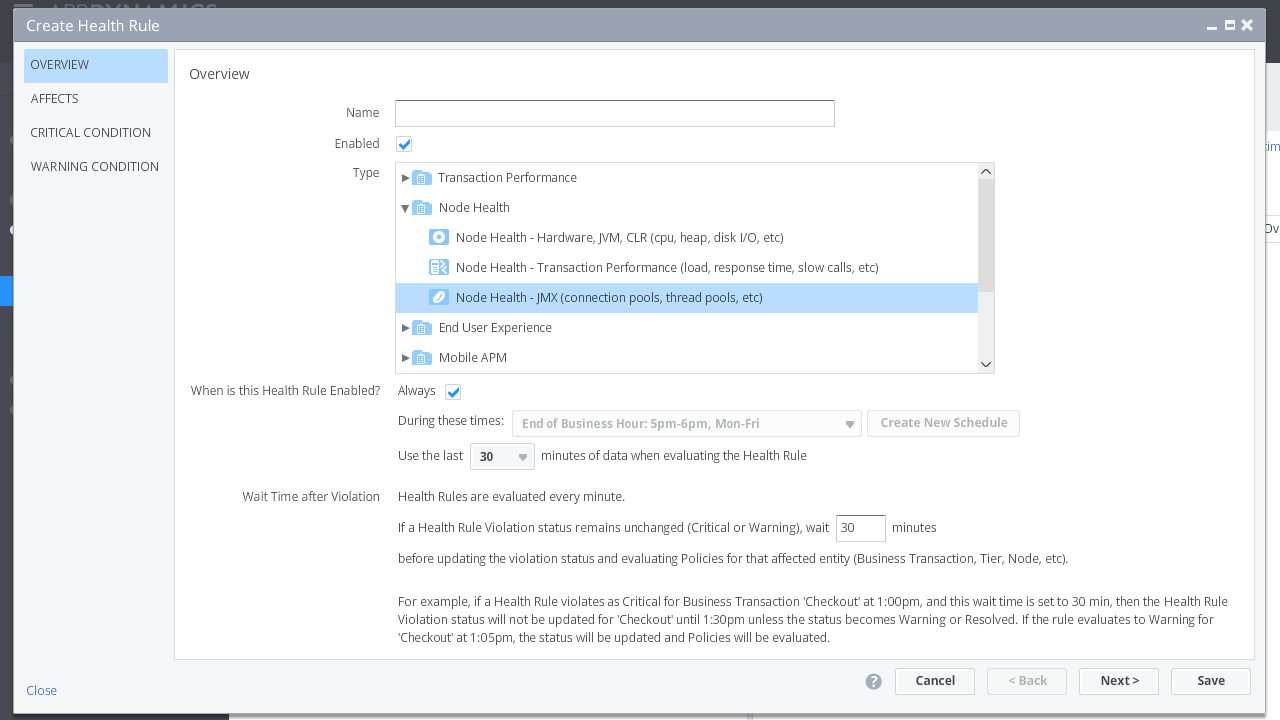 Create Health Rule
OVERVIEW
AFFECTS
CRITICAL CONDITION
WARNING CONDITION
Overview
Name
Enabled
Type
Transaction Performance
Node Health
Node Health - Hardware, JVM, CLR (cpu, heap, disk I/O, etc)
Node Health - Transaction Performance (load, response time, slow calls, etc)
Node Health - JMX (connection pools, thread pools, etc)
End User Experience
Mobile APM
When is this Health Rule Enabled? Always
During these times: End of Business Hour: 5pm-6pm, Mon-Fri Create New Schedule
Use the last 30 minutes of data when evaluating the Health Rule
Wait Time after Violation Health Rules are evaluated every minute.
If a Health Rule Violation status remains unchanged (Critical or Warning), wait 30 minutes
before updating the violation status and evaluating Policies for that affected entity (Business Transaction, Tier, Node, etc).
For example, if a Health Rule violates as Critical for Business Transaction 'Checkout' at 1:00pm, and this wait time is set to 30 min, then the Health Rule
Violation status will not be updated for 'Checkout' until 1:30pm unless the status becomes Warning or Resolved. If the rule evaluates to Warning for
'Checkout' at 1:05pm, the status will be updated and Policies will be evaluated.
Close ? Cancel < Back Next > Save